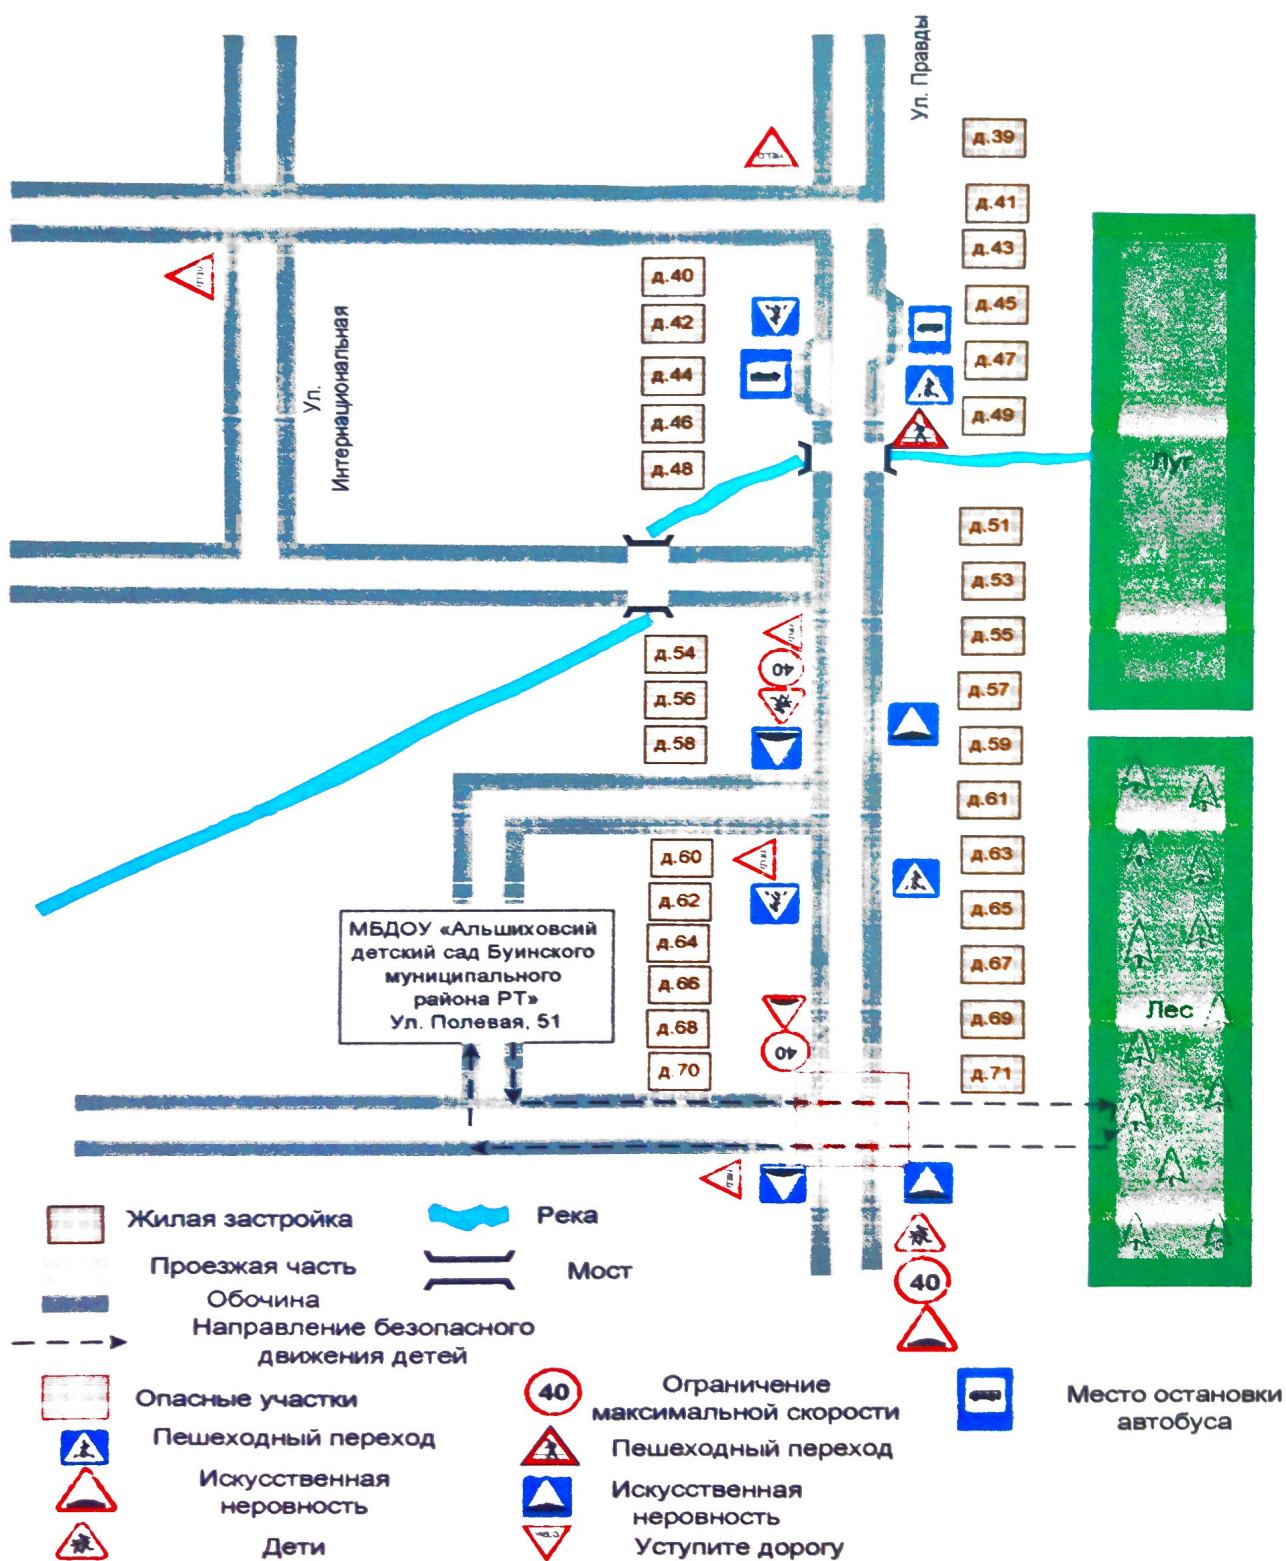 Ул. Правды
д.39
д.41
д.43
д.45
д.47
д.49
д.40
д.42
д.44
д.46
д.48
Ул.
Интернациональная
Луг
д.51
д.53
д.55
д.57
д.59
д.61
д.63
д.65
д.67
д.69
д.71
д.54
д.56
д.58
40
д.60
д.62
д.64
д.66
д.68
д.70
40
МБДОУ «Альшиховсий
детский сад Буинского
муниципального
района РТ»
Ул. Полевая, 51
Лес
40
Жилая застройка
Река
Проезжая часть
Мост
Обочина
Направление безопасного
движения детей
Опасные участки
40
Ограничение
максимальной скорости
Место остановки
автобуса
Пешеходный переход
Пешеходный переход
Искусственная
неровность
Искусственная
неровность
Дети
Уступите дорогу